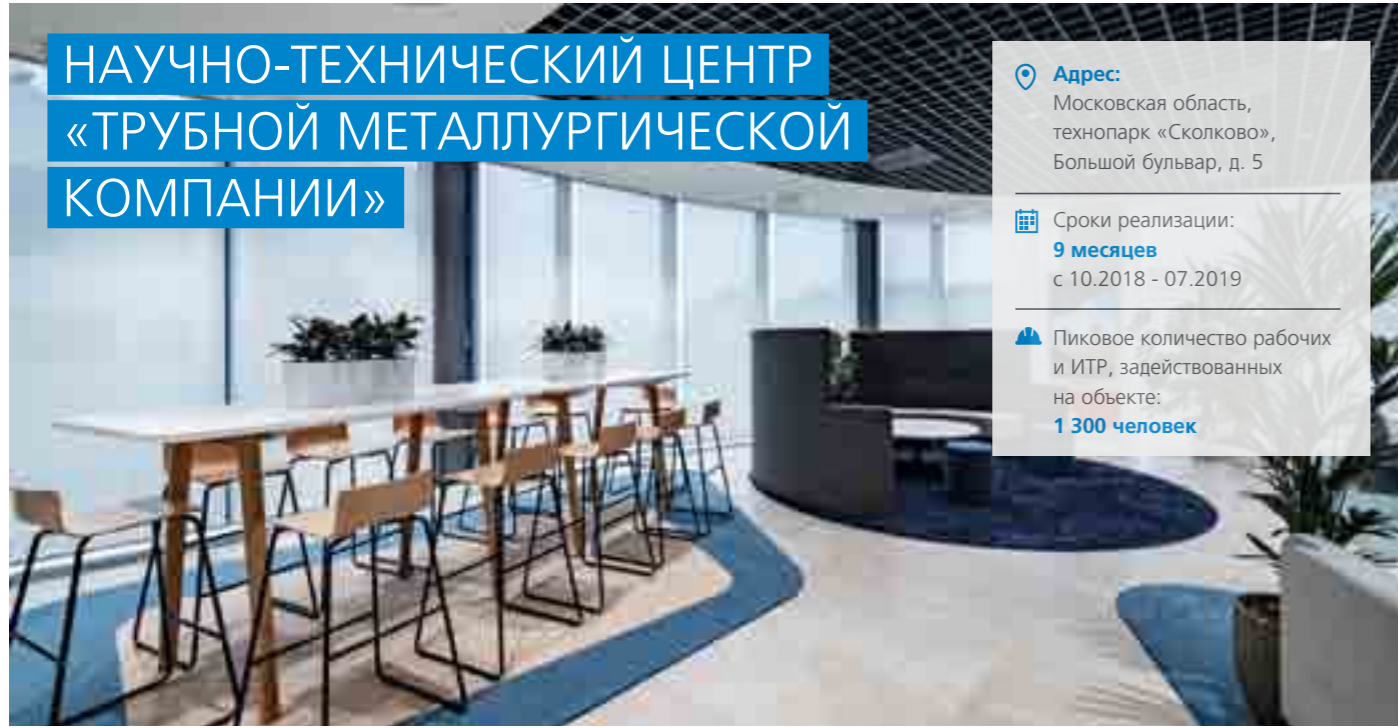 НАУЧНО-ТЕХНИЧЕСКИЙ ЦЕНТР
«ТРУБНОЙ МЕТАЛЛУРГИЧЕСКОЙ
КОМПАНИИ»
Адрес:
Московская область,
технопарк «Сколково»,
Большой бульвар, д. 5
Сроки реализации:
9 месяцев
с 10.2018 - 07.2019
Пиковое количество рабочих
и ИТР, задействованных
на объекте:
1 300 человек